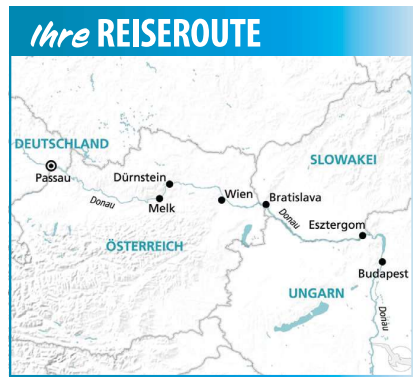 Ihre REISEROUTE
DEUTSCHLAND
Passau
Dürnstein
Donau
Melk
Wien
ÖSTERREICH
SLOWAKEI
Bratislava
Donau
Esztergom
Budapest
UNGARN
Donau